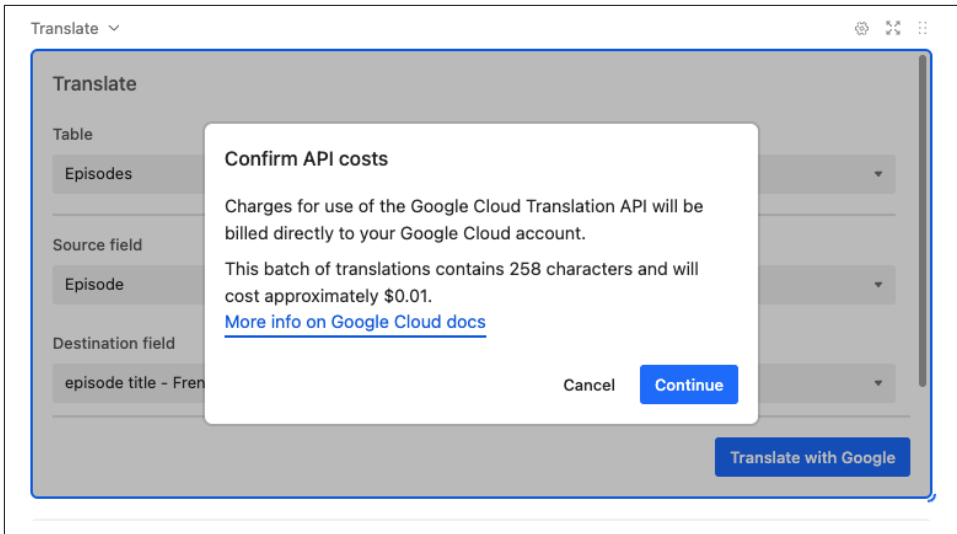 Translate
Translate
Table
Episodes
Confirm API costs
Charges for use of the Google Cloud Translation API will be
billed directly to your Google Cloud account.
This batch of translations contains 258 characters and will
cost approximately $0.01.
More info on Google Cloud docs
Cancel
Continue
Source field
Episode
Destination field
episode title - Fren
Translate with Google